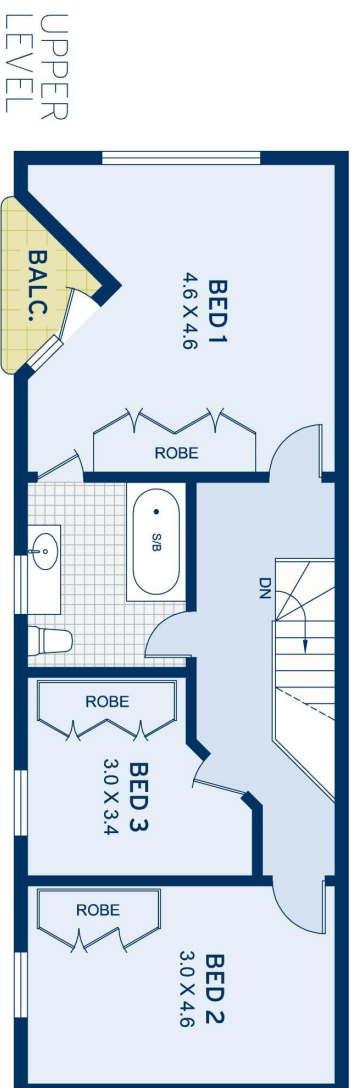 UPPER
LEVEL
BALC.
BED 1
4.6 X 4.6
ROBE
S/B
DN
ROBE
BED 3
3.0 X 3.4
ROBE
BED 2
3.0 X 4.6